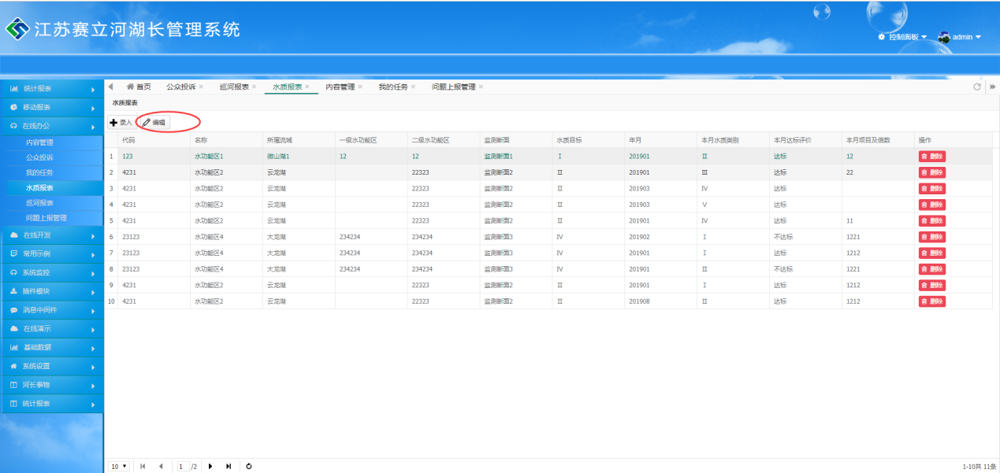 江苏赛立河湖长管理系统
控制面板 admin
统计报表
移动报表
在线办公
内容管理
公众投诉
我的任务
水质报表
巡河报表
问题上报管理
在线开发
常用示例
系统监控
插件模块
消息中间件
在线演示
基础数据
系统设置
河长事物
统计报表
首页 公众投诉 × 巡河报表 × 水质报表 × 内容管理 × 我的任务 × 问题上报管理 ×
水质报表
录入 编辑
代码 名称 所属流域 一级水功能区 二级水功能区 监测断面 水质目标 年月 本月水质类别 本月达标评价 本月项目及倍数 操作
1 123 水功能区1 微山湖1 12 12 监测断面1 I 201901 II 达标 12 删除
2 4231 水功能区2 云龙湖 22323 监测断面2 II 201901 III 达标 22 删除
3 4231 水功能区2 云龙湖 22323 监测断面2 II 201903 IV 达标 删除
4 4231 水功能区2 云龙湖 22323 监测断面2 II 201903 V 达标 删除
5 4231 水功能区2 云龙湖 22323 监测断面2 II 201901 IV 达标 11 删除
6 23123 水功能区4 大龙湖 234234 234234 监测断面3 IV 201902 I 不达标 1221 删除
7 23123 水功能区4 大龙湖 234234 234234 监测断面3 IV 201901 I 达标 1212 删除
8 23123 水功能区4 大龙湖 234234 234234 监测断面3 IV 201901 II 不达标 1221 删除
9 4231 水功能区2 云龙湖 22323 监测断面2 II 201901 I 达标 1212 删除
10 4231 水功能区2 云龙湖 22323 监测断面2 II 201908 II 达标 1212 删除
10 1 /2 1-10共 11条